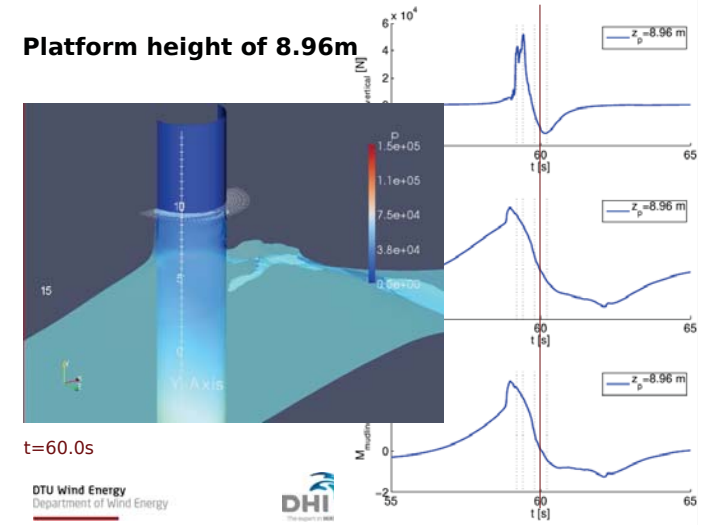 Platform height of 8.96m
x 10⁴
6
4
2
vertical [N]
z_p=8.96 m
60
65
t [s]
p
1.5e+05
1.1e+05
7.5e+04
3.8e+04
0.0e+00
10
5
0
15
Y-Axis
z_p=8.96 m
60
65
t [s]
z_p=8.96 m
0
−2
55
60
65
t [s]
t=60.0s
DTU Wind Energy
Department of Wind Energy
DHI